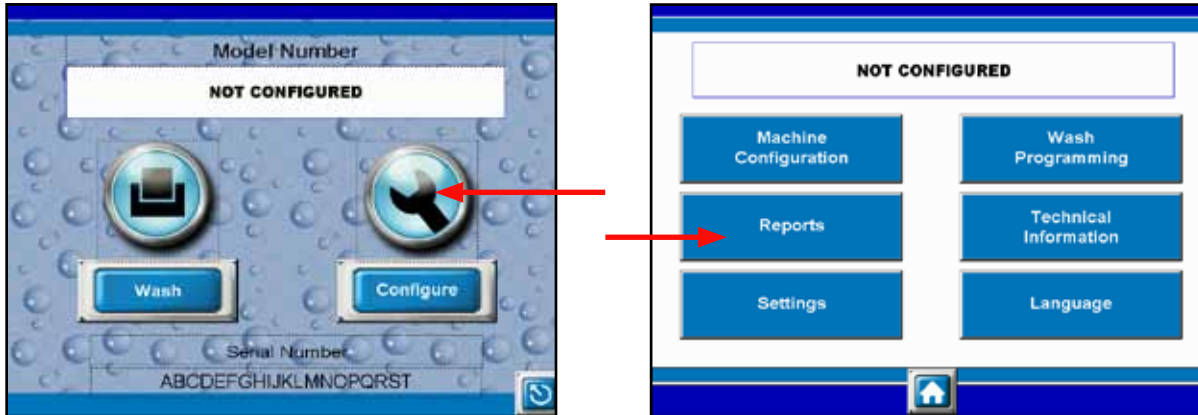 Model Number
NOT CONFIGURED
Wash
Configure
Serial Number
ABCDEFGHIJKLMNOPQRST
NOT CONFIGURED
Machine
Configuration
Wash
Programming
Reports
Technical
Information
Settings
Language